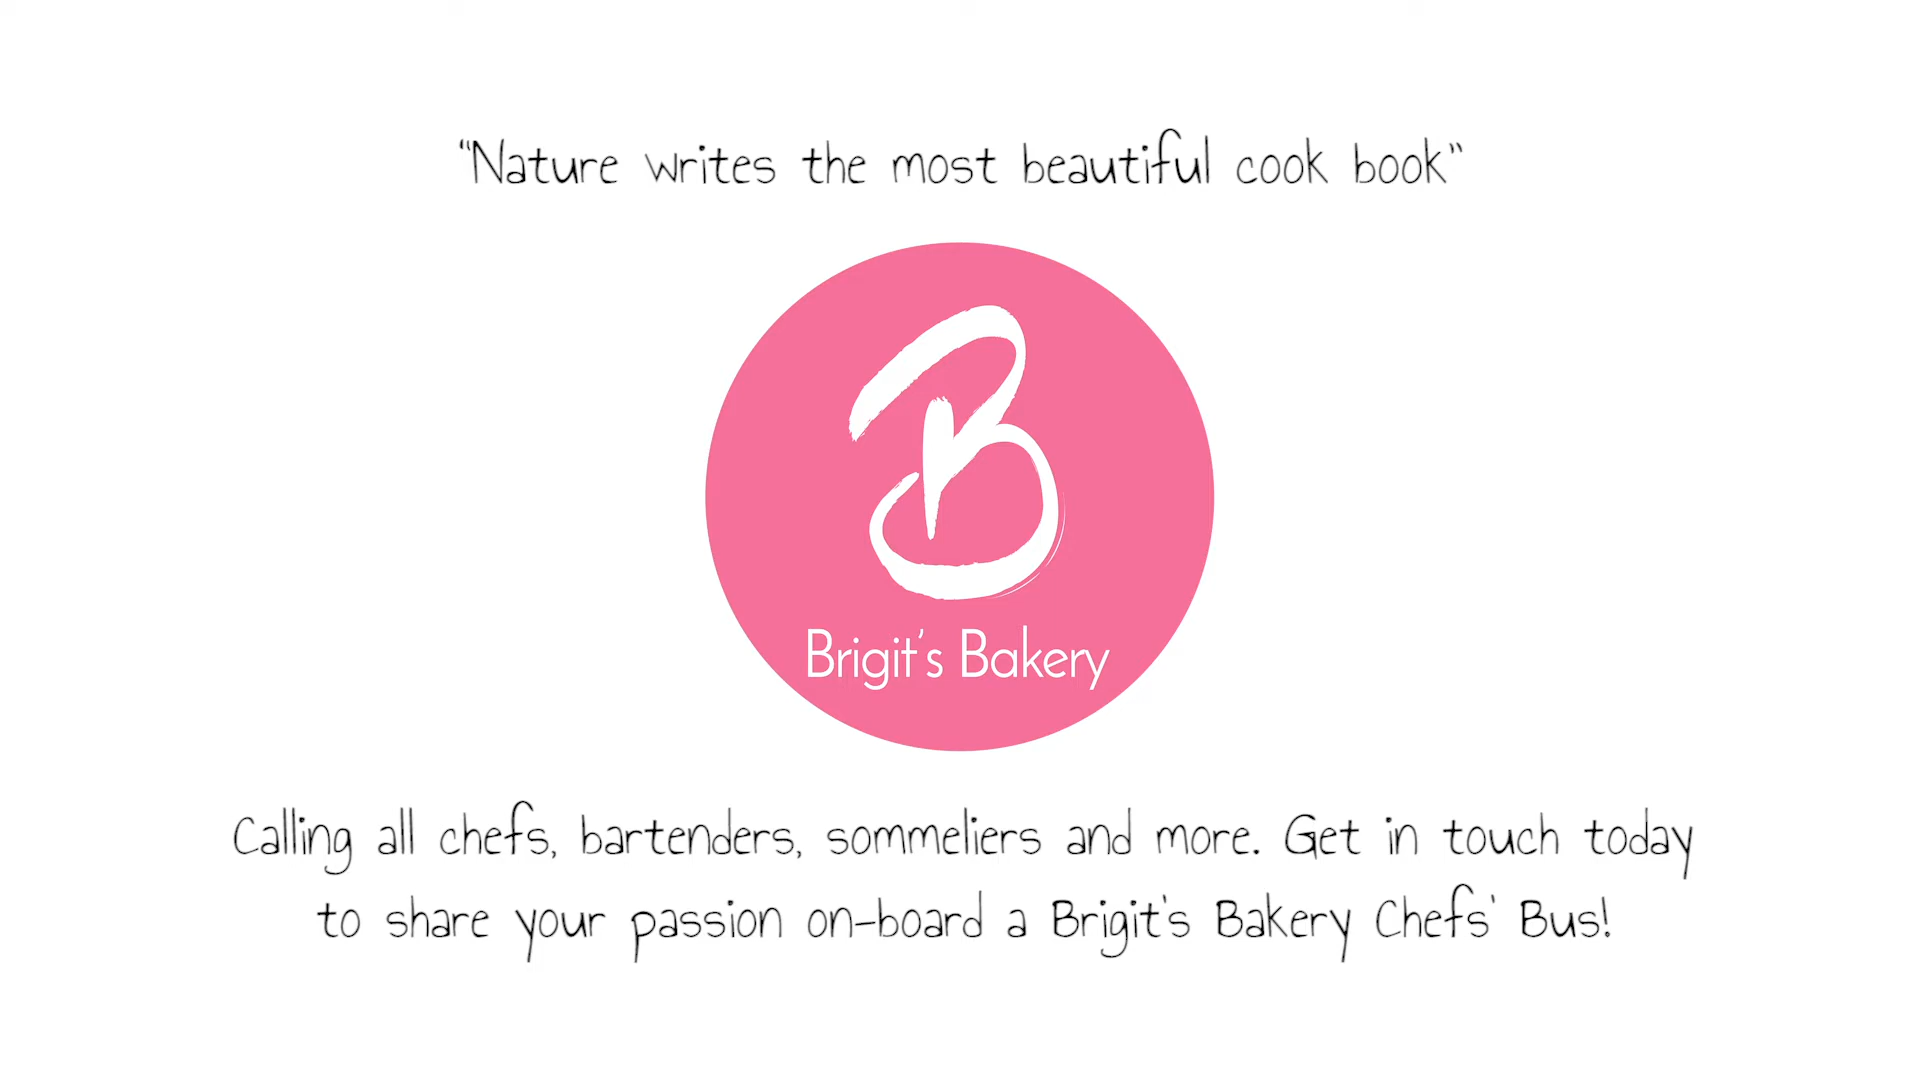 “Nature writes the most beautiful cook book”
B
Brigit's Bakery
Calling all chefs, bartenders, sommeliers and more. Get in touch today
to share your passion on-board a Brigit's Bakery Chefs' Bus!